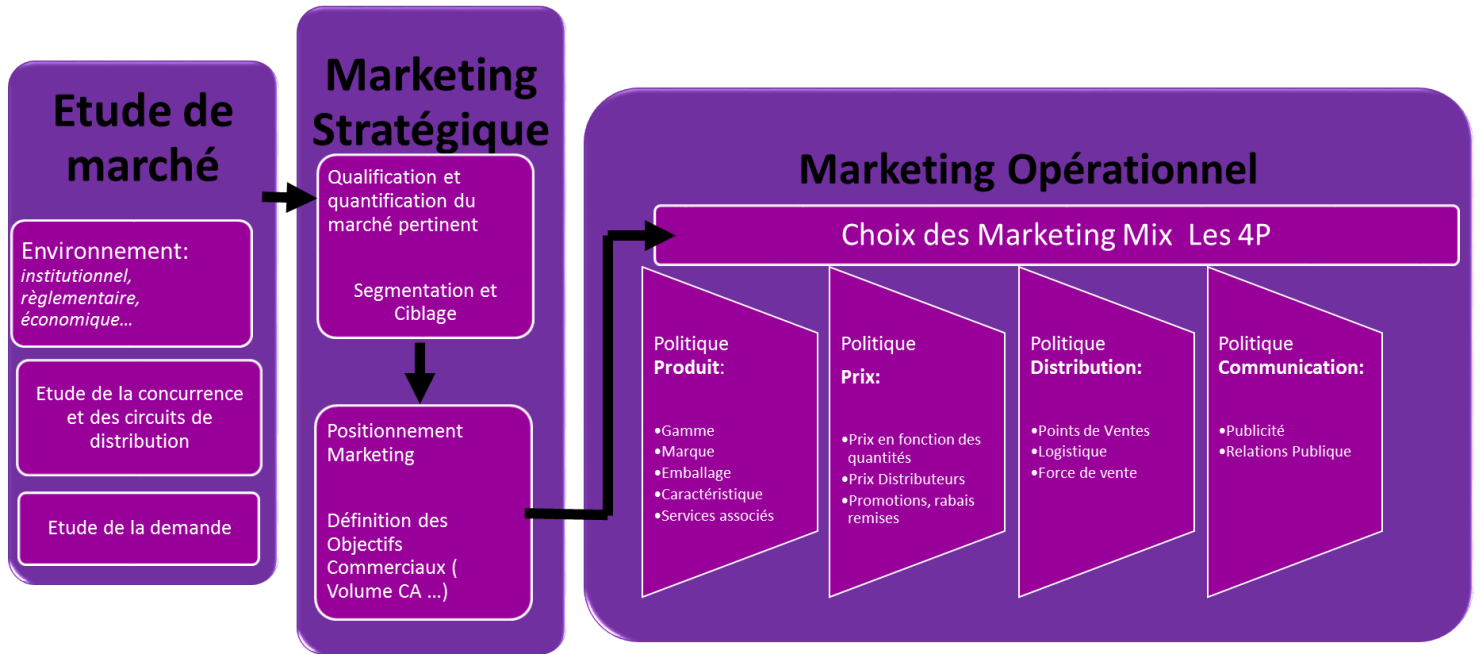 Etude de
marché
Environnement:
institutionnel,
règlementaire,
économique…
Etude de la concurrence
et des circuits de
distribution
Etude de la demande
Marketing
Stratégique
Qualification et
quantification du
marché pertinent
Segmentation et
Ciblage
Positionnement
Marketing
Définition des
Objectifs
Commerciaux (
Volume CA …)
Marketing Opérationnel
Choix des Marketing Mix  Les 4P
Politique
Produit:
•Gamme
•Marque
•Emballage
•Caractéristique
•Services associés
Politique
Prix:
•Prix en fonction des
quantités
•Prix Distributeurs
•Promotions, rabais
remises
Politique
Distribution:
•Points de Ventes
•Logistique
•Force de vente
Politique
Communication:
•Publicité
•Relations Publique